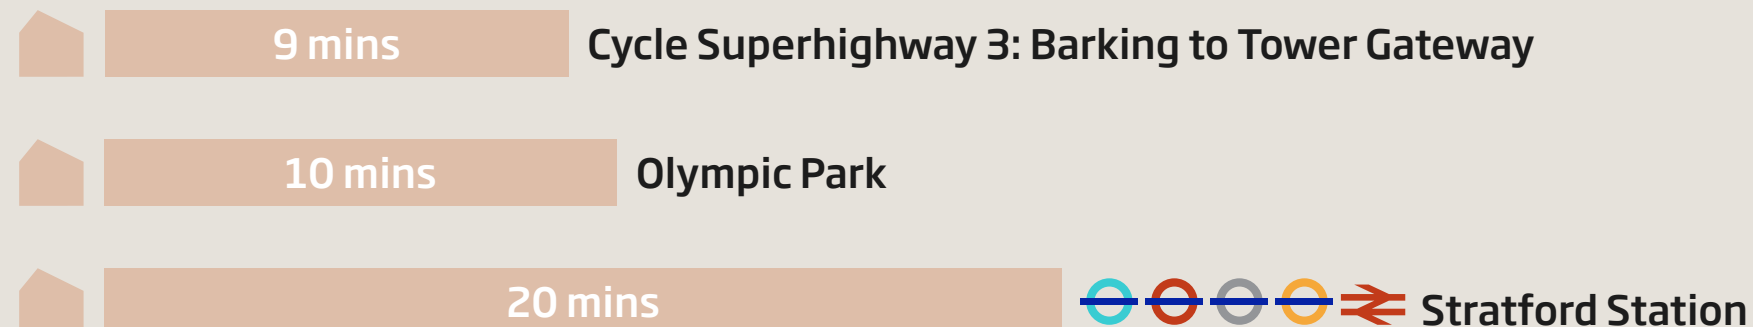 9 mins Cycle Superhighway 3: Barking to Tower Gateway
10 mins Olympic Park
20 mins Stratford Station